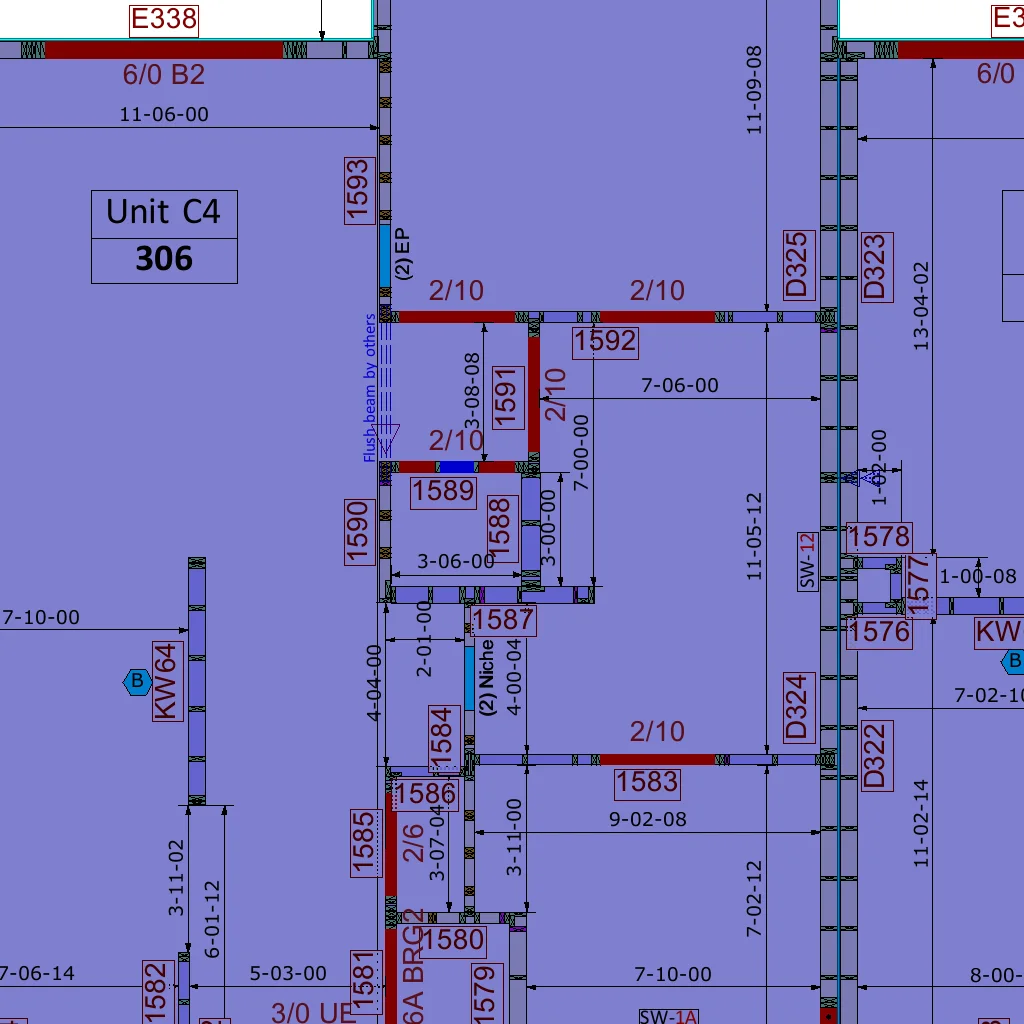 E338
6/0 B2
6/0
11-06-00
11-09-08
1593
Unit C4
306
(2) EP
D325
D323
13-04-02
2/10
2/10
1592
Flush beam by others
3-08-08
1591
2/10
7-06-00
7-00-00
2/10
1589
1590
1588
3-00-00
1-02-00
11-05-12
SW-12
1578
1577
1-00-08
1576
KW
3-06-00
1587
7-10-00
2-01-00
4-04-00
(2) Niche
4-00-04
B
KW64
B
7-02-10
1584
2/10
D324
D322
1583
1586
1585
2/6
3-07-04
3-11-00
9-02-08
11-02-14
3-11-02
6-01-12
7-02-12
1580
6A BRG2
7-06-14
1582
5-03-00
1581
1579
7-10-00
8-00-
3/0 UE
SW-1A